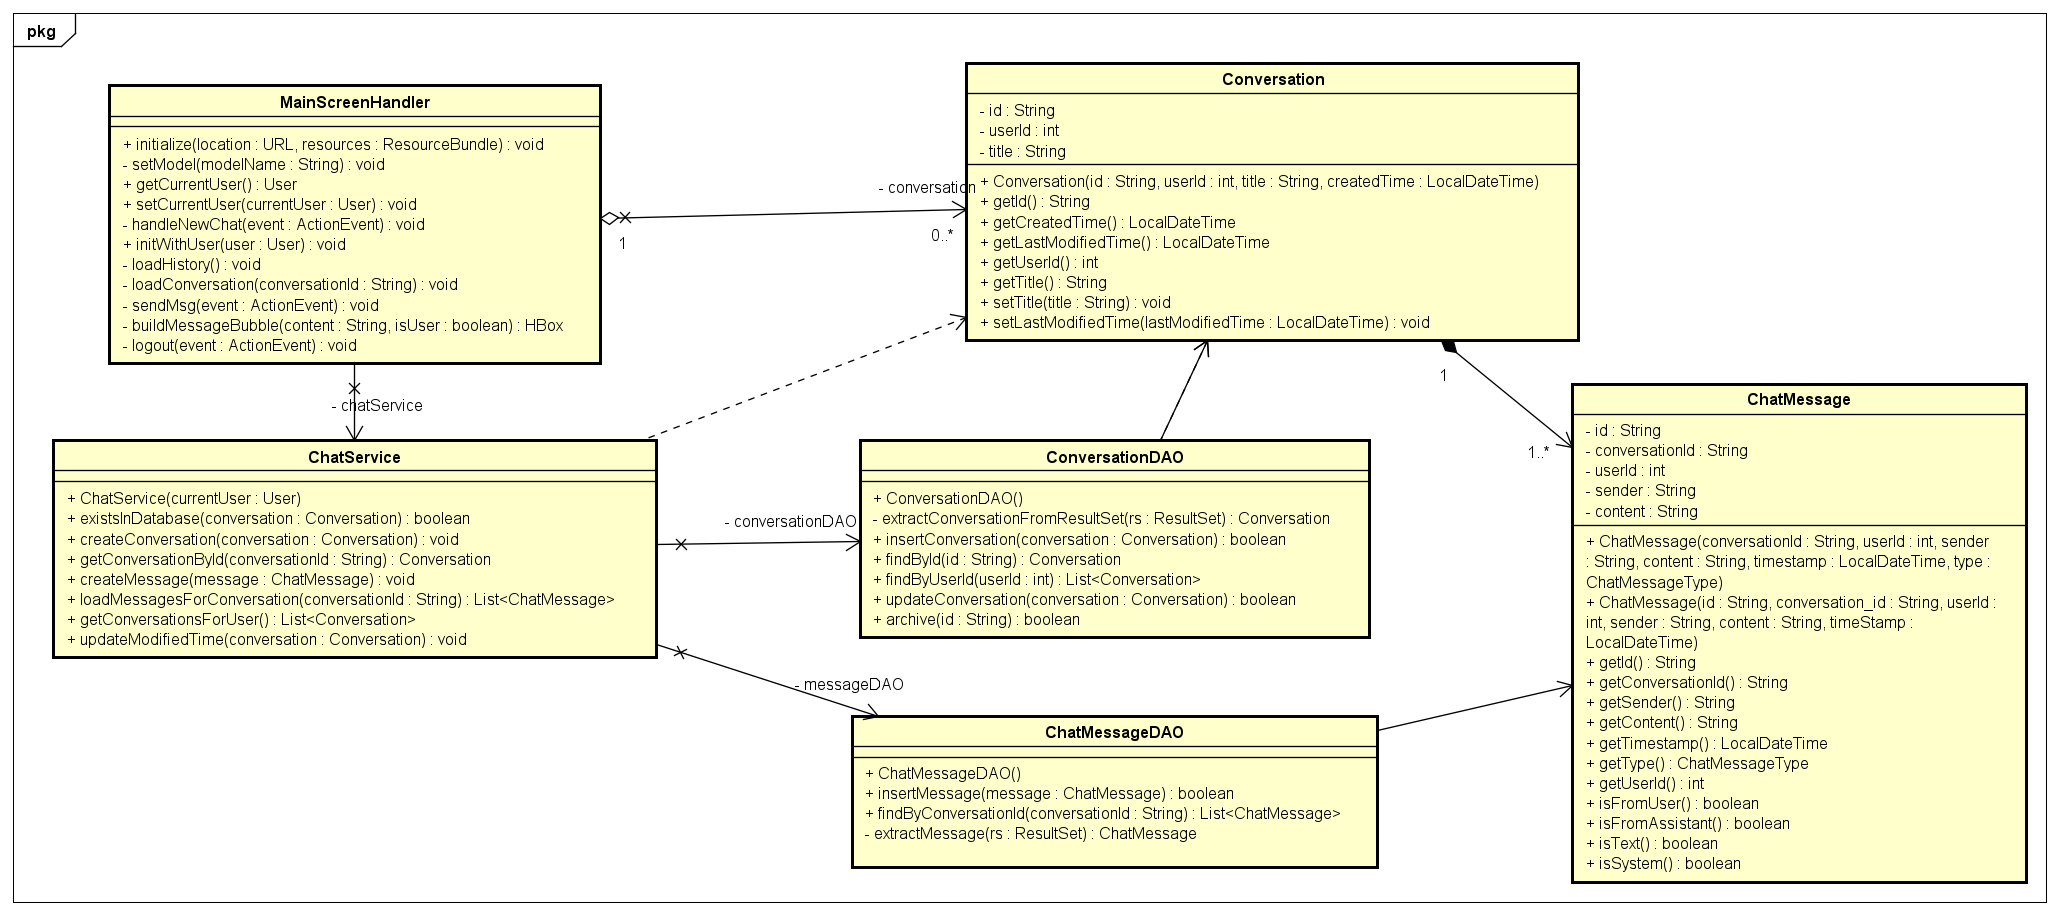 pkg
MainScreenHandler
+ initialize(location : URL, resources : ResourceBundle) : void
- setModel(modelName : String) : void
+ getCurrentUser() : User
+ setCurrentUser(currentUser : User) : void
- handleNewChat(event : ActionEvent) : void
+ initWithUser(user : User) : void
- loadHistory() : void
- loadConversation(conversationId : String) : void
- sendMsg(event : ActionEvent) : void
- buildMessageBubble(content : String, isUser : boolean) : HBox
- logout(event : ActionEvent) : void
- conversation
1
0..*
Conversation
- id : String
- userId : int
- title : String
+ Conversation(id : String, userId : int, title : String, createdTime : LocalDateTime)
+ getId() : String
+ getCreatedTime() : LocalDateTime
+ getLastModifiedTime() : LocalDateTime
+ getUserId() : int
+ getTitle() : String
+ setTitle(title : String) : void
+ setLastModifiedTime(lastModifiedTime : LocalDateTime) : void
1
1..*
- chatService
ChatService
+ ChatService(currentUser : User)
+ existsInDatabase(conversation : Conversation) : boolean
+ createConversation(conversation : Conversation) : void
+ getConversationById(conversationId : String) : Conversation
+ createMessage(message : ChatMessage) : void
+ loadMessagesForConversation(conversationId : String) : List<ChatMessage>
+ getConversationsForUser() : List<Conversation>
+ updateModifiedTime(conversation : Conversation) : void
- conversationDAO
- messageDAO
ConversationDAO
+ ConversationDAO()
- extractConversationFromResultSet(rs : ResultSet) : Conversation
+ insertConversation(conversation : Conversation) : boolean
+ findById(id : String) : Conversation
+ findByUserId(userId : int) : List<Conversation>
+ updateConversation(conversation : Conversation) : boolean
+ archive(id : String) : boolean
ChatMessageDAO
+ ChatMessageDAO()
+ insertMessage(message : ChatMessage) : boolean
+ findByConversationId(conversationId : String) : List<ChatMessage>
- extractMessage(rs : ResultSet) : ChatMessage
ChatMessage
- id : String
- conversationId : String
- userId : int
- sender : String
- content : String
+ ChatMessage(conversationId : String, userId : int, sender
: String, content : String, timestamp : LocalDateTime, type :
ChatMessageType)
+ ChatMessage(id : String, conversation_id : String, userId :
int, sender : String, content : String, timeStamp :
LocalDateTime)
+ getId() : String
+ getConversationId() : String
+ getSender() : String
+ getContent() : String
+ getTimestamp() : LocalDateTime
+ getType() : ChatMessageType
+ getUserId() : int
+ isFromUser() : boolean
+ isFromAssistant() : boolean
+ isText() : boolean
+ isSystem() : boolean